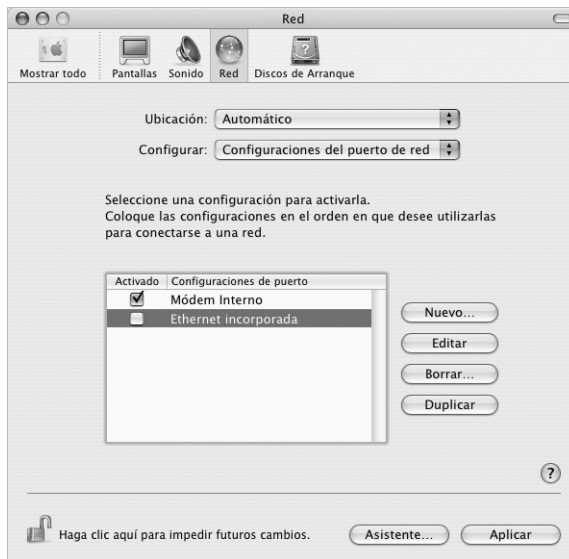 Red
Mostrar todo
Pantallas
Sonido
Red
Discos de Arranque
Ubicación: Automático
Configurar: Configuraciones del puerto de red
Seleccione una configuración para activarla.
Coloque las configuraciones en el orden en que desee utilizarlas
para conectarse a una red.
Activado Configuraciones de puerto
Módem Interno
Ethernet incorporada
Nuevo...
Editar
Borrar...
Duplicar
?
Haga clic aquí para impedir futuros cambios.
Asistente...
Aplicar